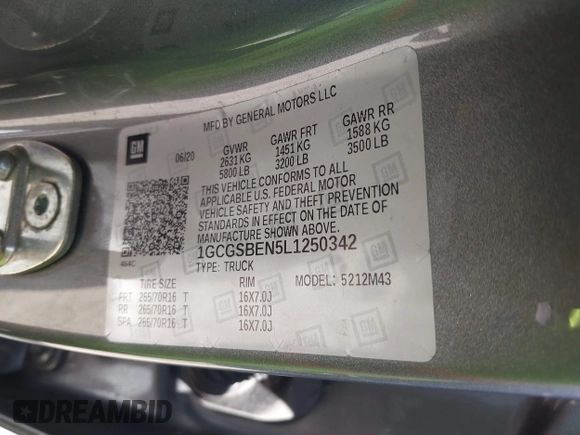 MFD BY GENERAL MOTORS LLC
GM
06/20
GVWR GAWR FRT GAWR RR
2631 KG 1451 KG 1588 KG
5800 LB 3200 LB 3500 LB
THIS VEHICLE CONFORMS TO ALL
APPLICABLE U.S. FEDERAL MOTOR
VEHICLE SAFETY AND THEFT PREVENTION
STANDARDS IN EFFECT ON THE DATE OF
MANUFACTURE SHOWN ABOVE.
1GCGSBEN5L1250342
464C
TYPE: TRUCK 5212M43
TIRE SIZE RIM
FRT 265/70R16 T 16X7.0J
RR 265/70R16 T 16X7.0J
SPA 265/70R16 T 16X7.0J
DREAMBID